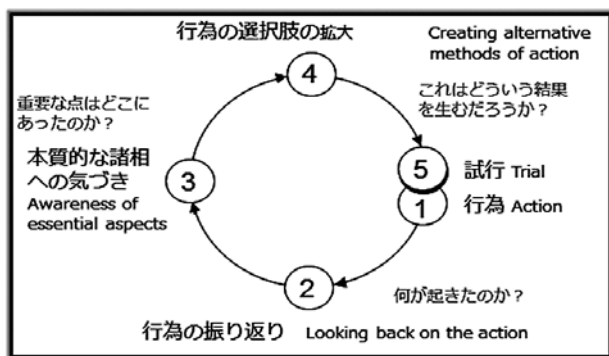 行為の選択肢の拡大
Creating alternative
methods of action
4
重要な点はどこに
あったのか？
これはどういう結果
を生むだろうか？
本質的な諸相
への気づき
Awareness of
essential aspects
3
5
試行 Trial
1
行為 Action
2
何が起きたのか？
行為の振り返り Looking back on the action